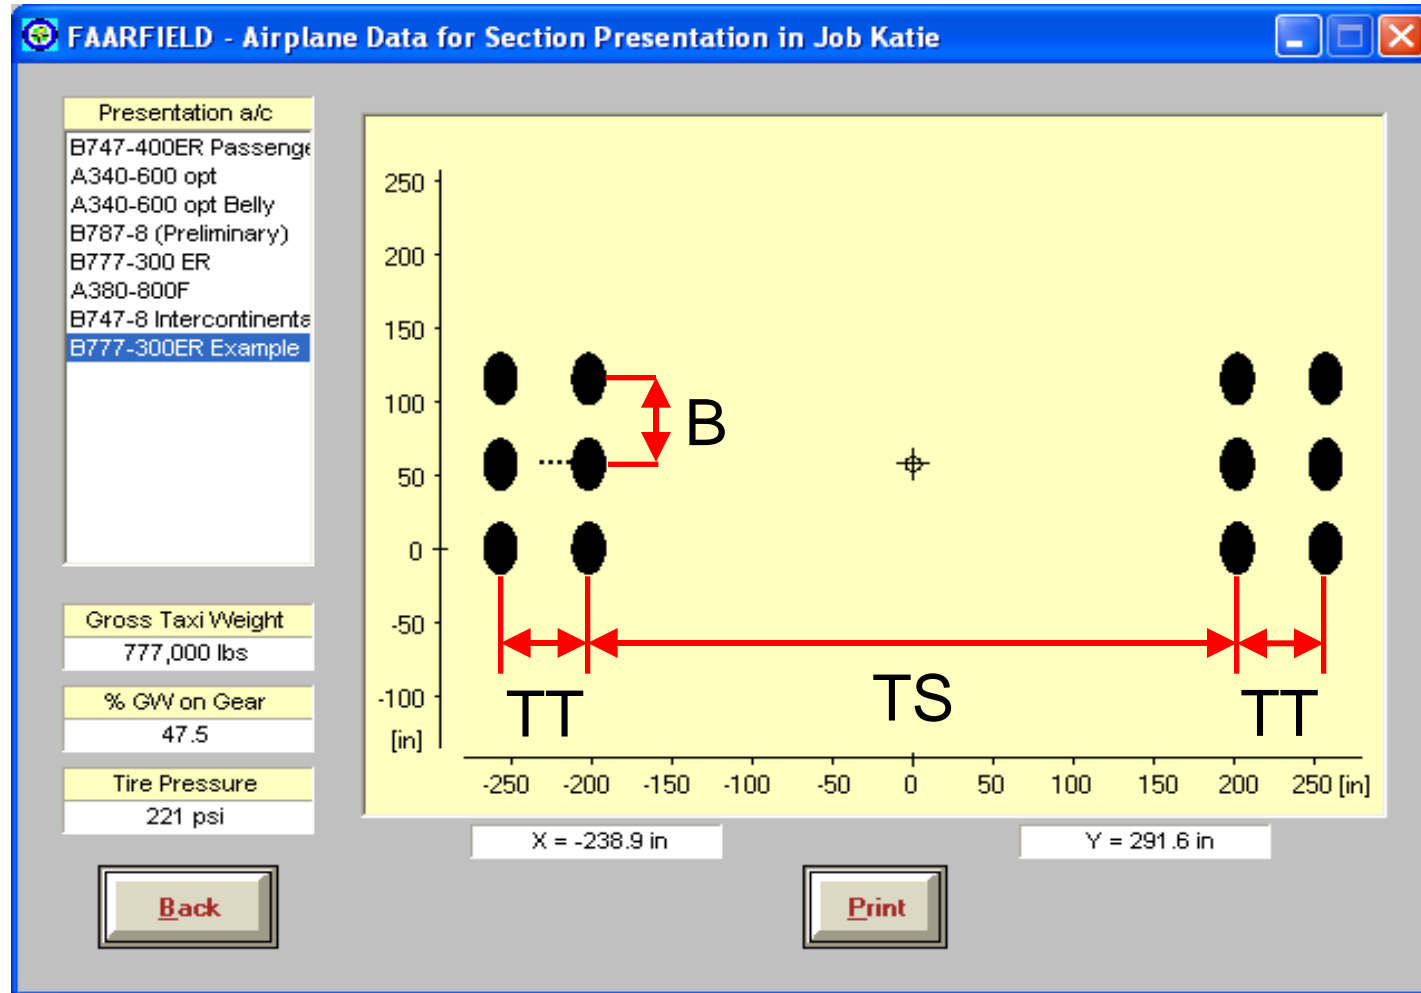 FAARFIELD - Airplane Data for Section Presentation in Job Katie
Presentation a/c
B747-400ER Passenge
A340-600 opt
A340-600 opt Belly
B787-8 (Preliminary)
B777-300 ER
A380-800F
B747-8 Intercontinenta
B777-300ER Example
Gross Taxi Weight
777,000 lbs
% GW on Gear
47.5
Tire Pressure
221 psi
Back
250
200
150
100
50
0
-50
-100
[in]
B
TT
TS
TT
-250 -200 -150 -100 -50 0 50 100 150 200 250 [in]
X = -238.9 in
Y = 291.6 in
Print